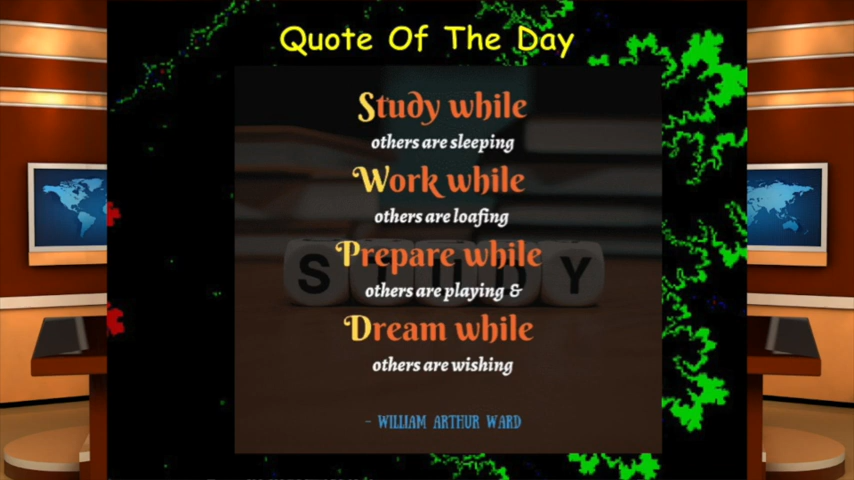 Quote Of The Day
Study while
others are sleeping
Work while
others are loafing
Prepare while
STUDY
others are playing &
Dream while
others are wishing
- WILLIAM ARTHUR WARD